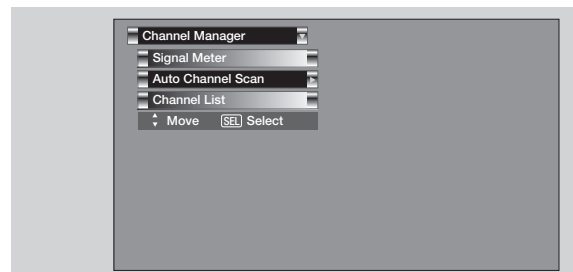 Channel Manager
Signal Meter
Auto Channel Scan
Channel List
Move SEL Select